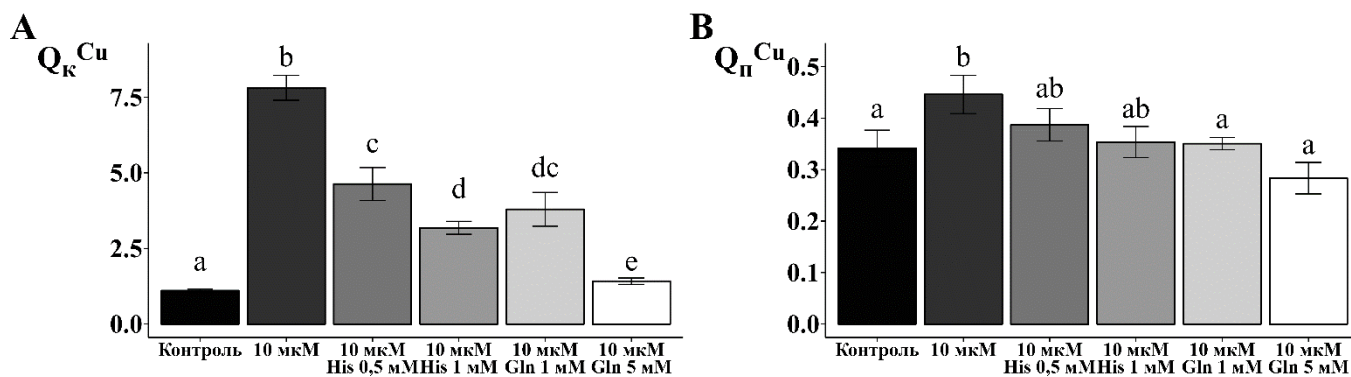 A
Qк^Cu
7.5
5.0
2.5
0.0
a
b
c
d
dc
e
Контроль
10 мкМ
10 мкМ
His 0,5 мМ
10 мкМ
His 1 мМ
10 мкМ
Gln 1 мМ
10 мкМ
Gln 5 мМ
B
Qп^Cu
0.5
0.4
0.3
0.2
0.1
0.0
a
b
ab
ab
a
a
Контроль
10 мкМ
10 мкМ
His 0,5 мМ
10 мкМ
His 1 мМ
10 мкМ
Gln 1 мМ
10 мкМ
Gln 5 мМ